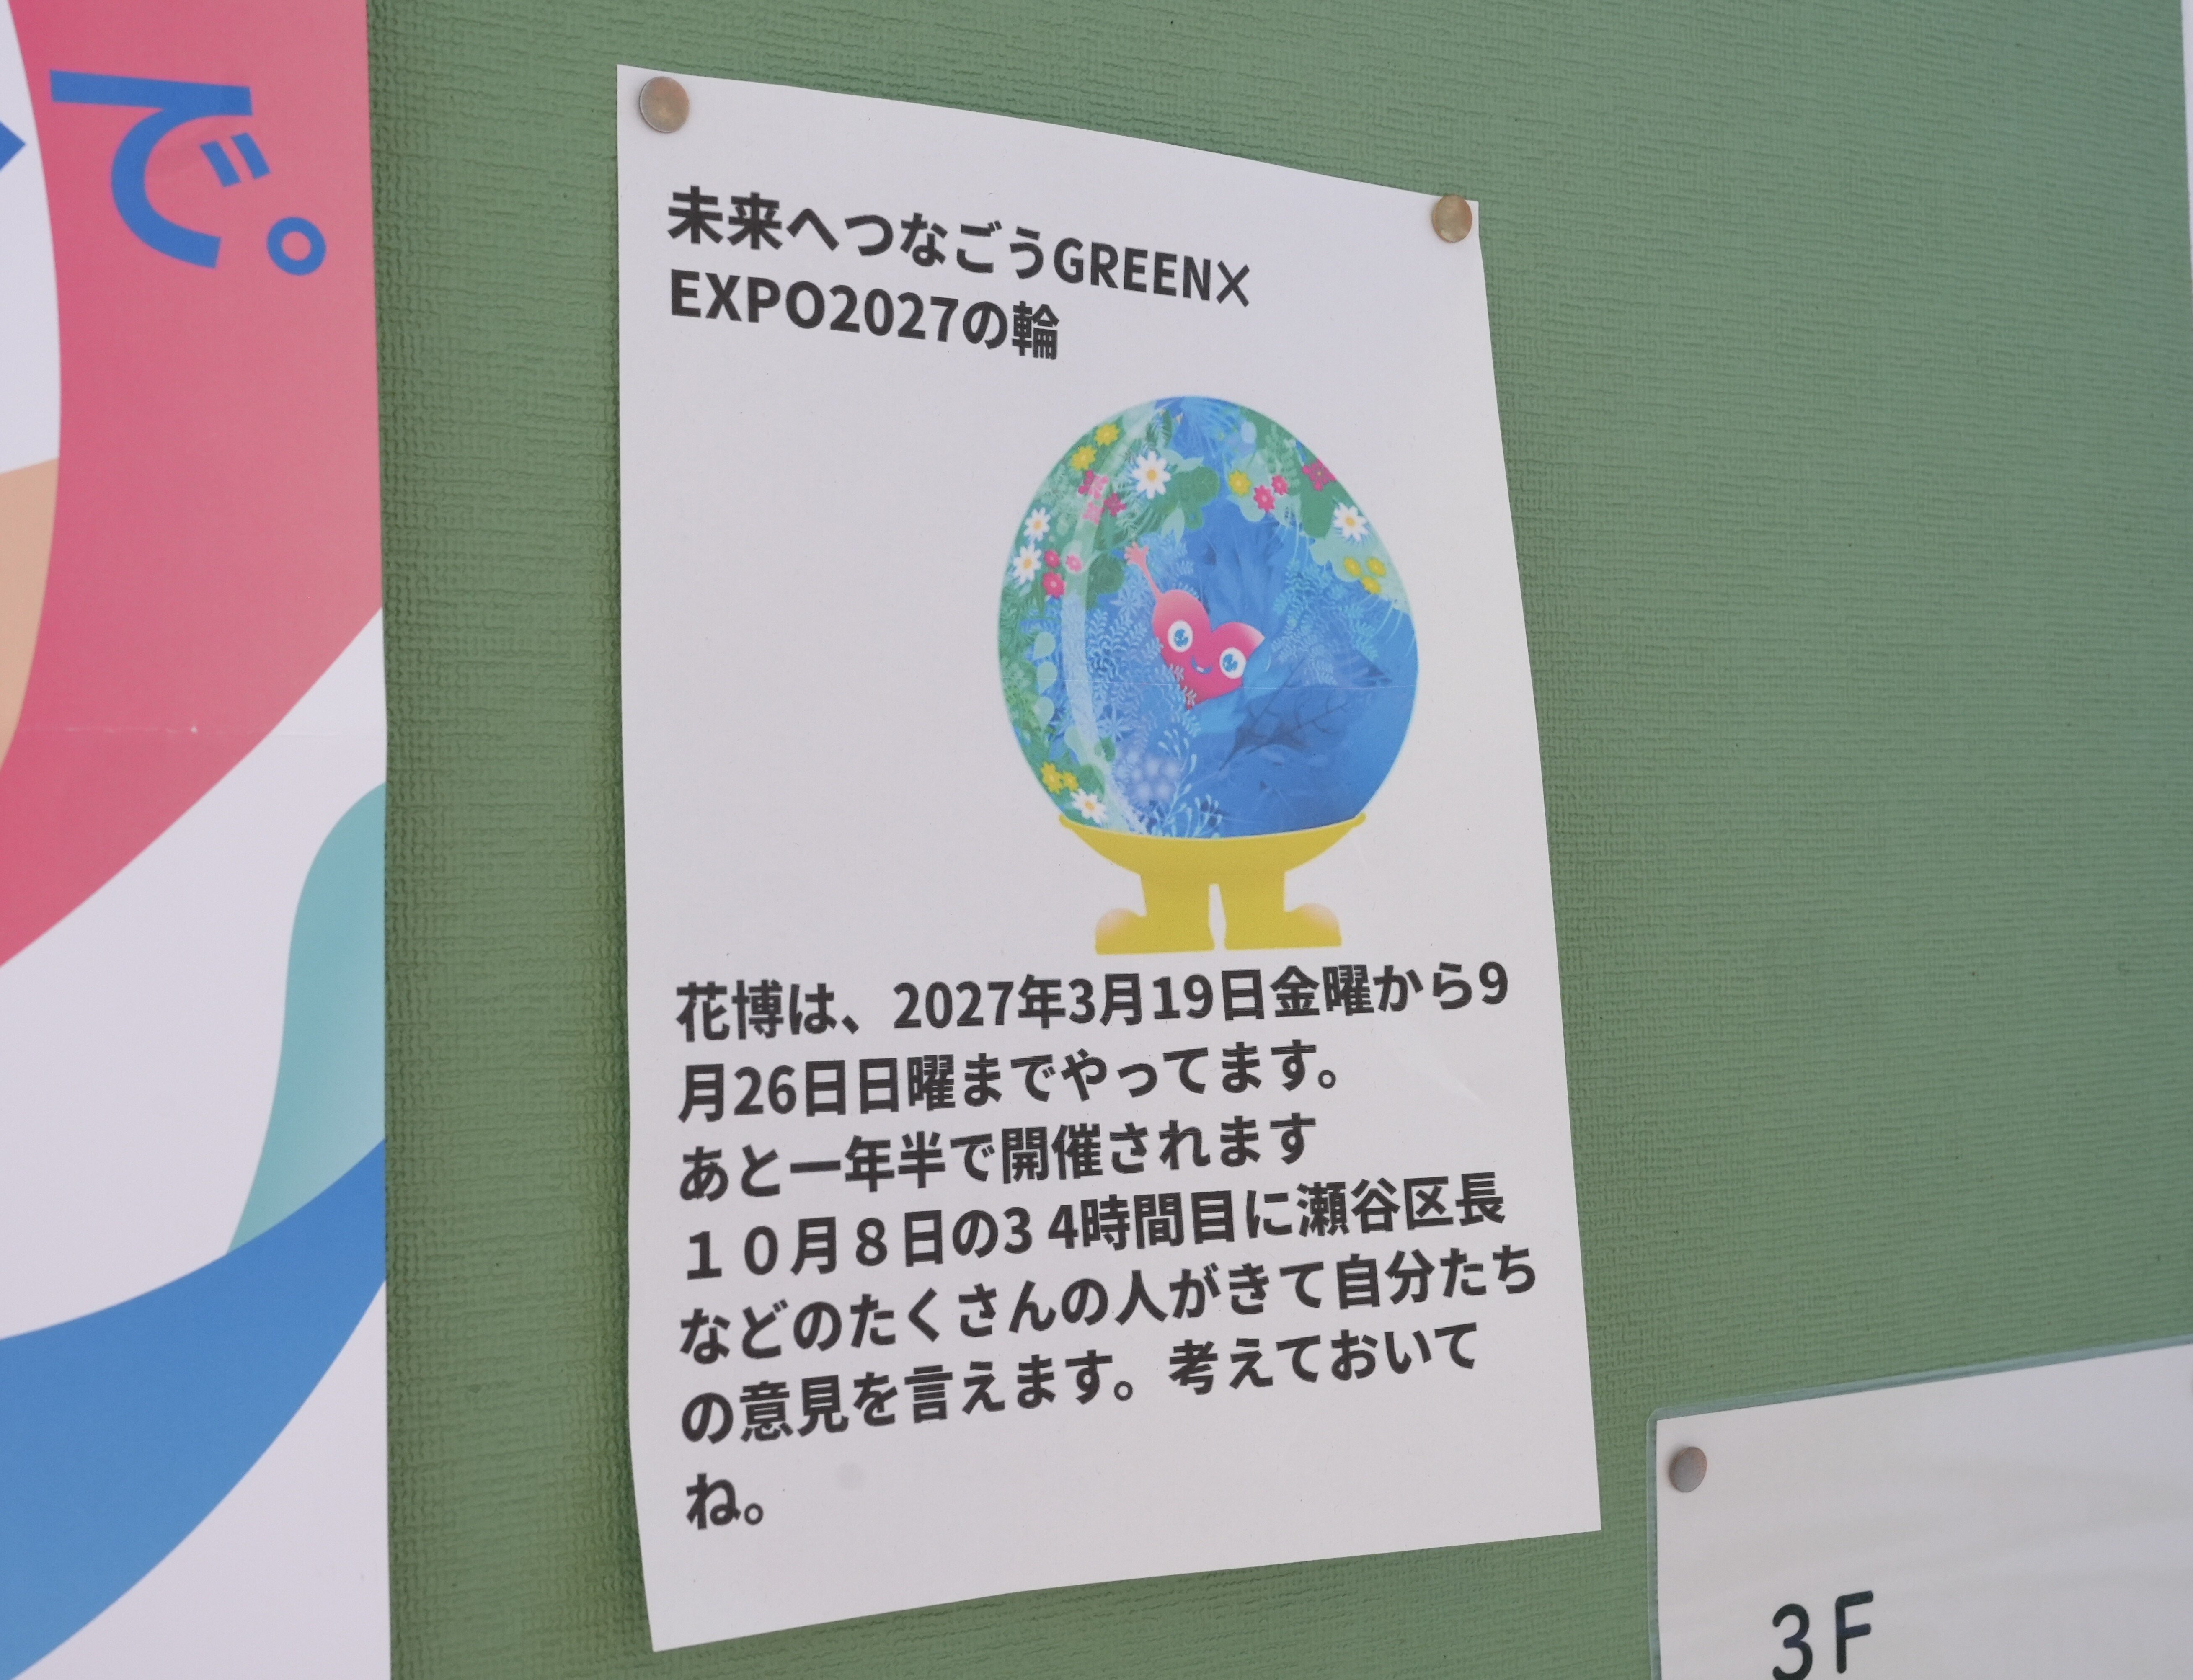 で。
未来へつなごうGREEN×
EXPO2027の輪
花博は、2027年3月19日金曜から9
月26日日曜までやってます。
あと一年半で開催されます
１０月８日の3 4時間目に瀬谷区長
などのたくさんの人がきて自分たち
の意見を言えます。考えておいて
ね。
3F